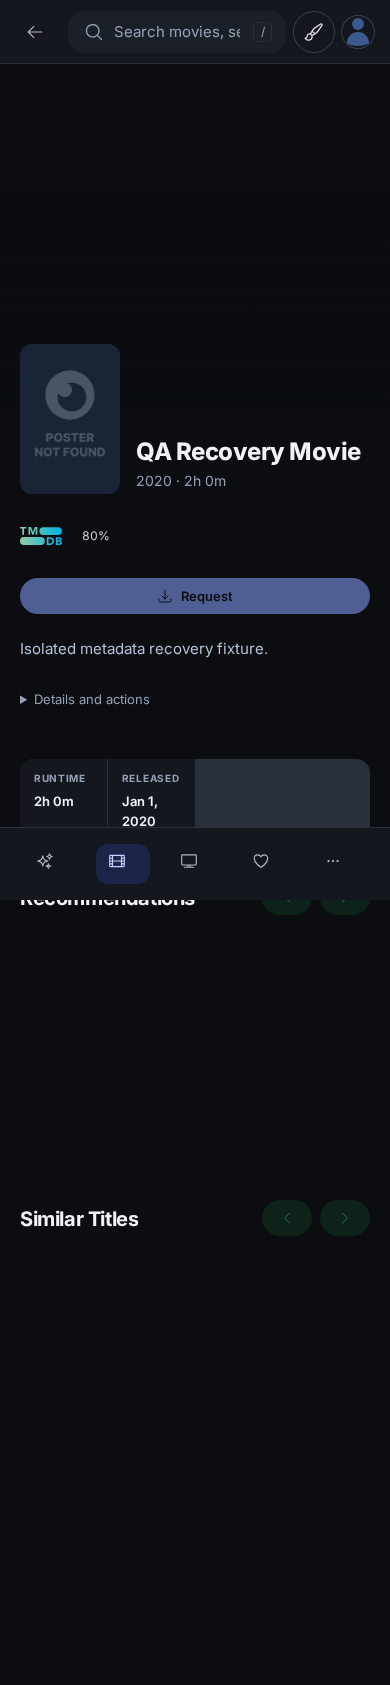 Search movies, se
/
POSTER
NOT FOUND
QA Recovery Movie
2020 · 2h 0m
TM
DB
80%
Request
Isolated metadata recovery fixture.
Details and actions
RUNTIME
RELEASED
2h 0m
Jan 1,
2020
Recommendations
Similar Titles